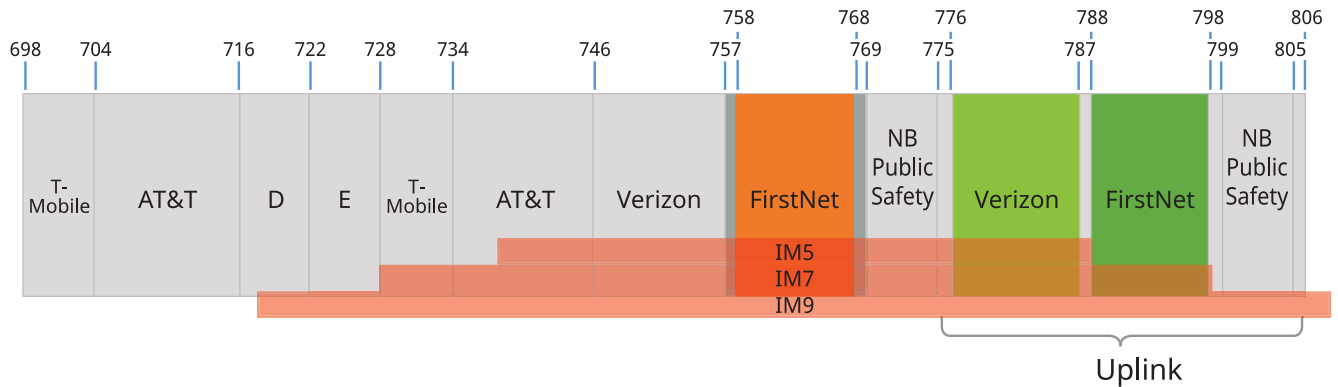 758 768 776 788 798 806
698 704 716 722 728 734 746 757 769 775 787 799 805
T-
Mobile
AT&T
D
E
T-
Mobile
AT&T
Verizon
FirstNet
NB
Public
Safety
Verizon
FirstNet
NB
Public
Safety
IM5
IM7
IM9
Uplink